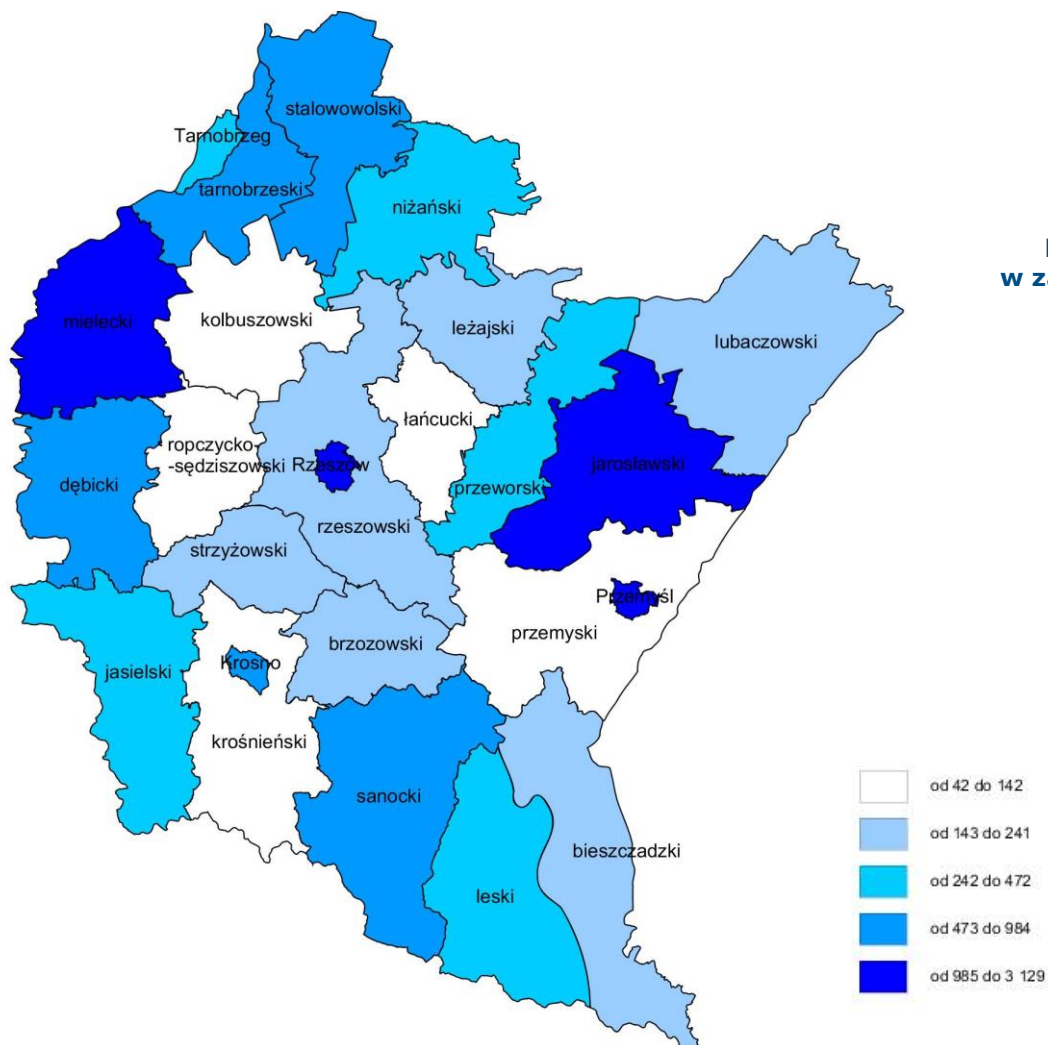 stalowowolski
Tarnobrzeg
tarnobrzeski
niżański
w za
mielecki
kolbuszowski
leżajski
lubaczowski
łańcucki
ropczycko-
-sędziszowski
Rzeszów
jarosławski
dębicki
przeworski
rzeszowski
strzyżowski
Przemyśl
przemyski
brzozowski
Krosno
jasielski
krośnieński
sanocki
bieszczadzki
leski
od 42 do 142
od 143 do 241
od 242 do 472
od 473 do 984
od 985 do 3 129